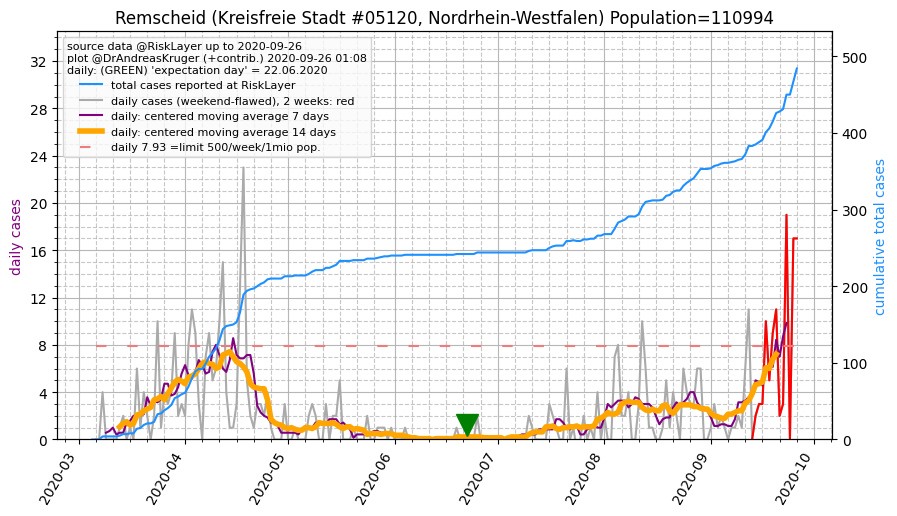 Remscheid (Kreisfreie Stadt #05120, Nordrhein-Westfalen) Population=110994
source data @RiskLayer up to 2020-09-26
plot @DrAndreasKruger (+contrib.) 2020-09-26 01:08
daily: (GREEN) 'expectation day' = 22.06.2020
total cases reported at RiskLayer
daily cases (weekend-flawed), 2 weeks: red
daily: centered moving average 7 days
daily: centered moving average 14 days
daily 7.93 =limit 500/week/1mio pop.
daily cases
32
28
24
20
16
12
8
4
0
500
400
300
200
100
0
cumulative total cases
2020-03
2020-04
2020-05
2020-06
2020-07
2020-08
2020-09
2020-10